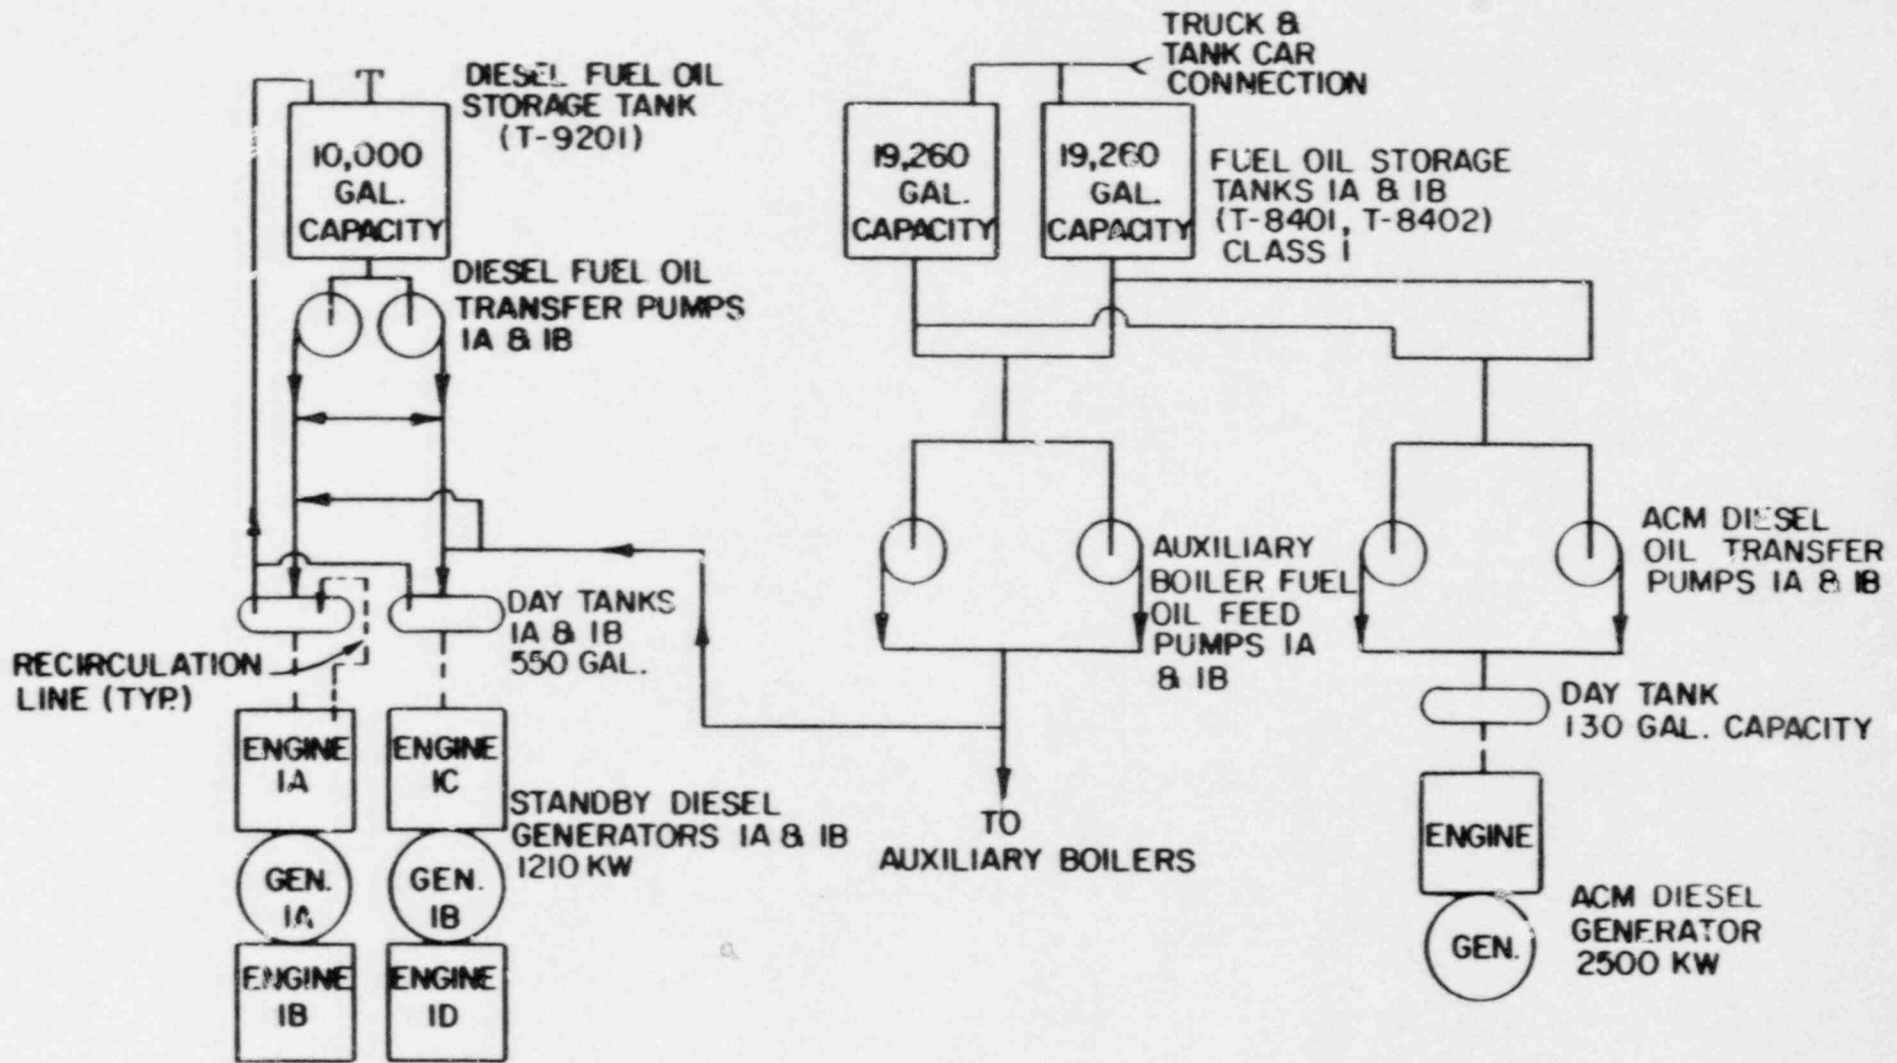 TRUCK &
TANK CAR
CONNECTION
DIESEL FUEL OIL
STORAGE TANK
(T-9201)
10,000
GAL.
CAPACITY
19,260
GAL.
CAPACITY
19,260
GAL.
CAPACITY
FUEL OIL STORAGE
TANKS 1A & 1B
(T-8401, T-8402)
CLASS 1
DIESEL FUEL OIL
TRANSFER PUMPS
1A & 1B
ACM DIESEL
OIL TRANSFER
PUMPS 1A & 1B
AUXILIARY
BOILER FUEL
OIL FEED
PUMPS 1A
& 1B
DAY TANKS
1A & 1B
550 GAL.
RECIRCULATION
LINE (TYP.)
DAY TANK
130 GAL. CAPACITY
ENGINE
1A
ENGINE
1C
STANDBY DIESEL
GENERATORS 1A & 1B
1210 KW
TO
AUXILIARY BOILERS
ENGINE
GEN.
1A
GEN.
1B
ACM DIESEL
GENERATOR
2500 KW
GEN.
ENGINE
1B
ENGINE
1D